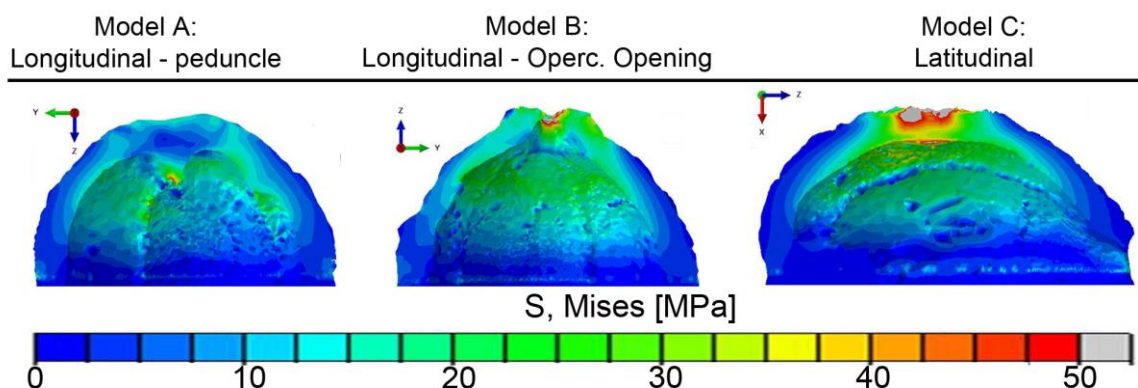 Model A:
Longitudinal - peduncle
Model B:
Longitudinal - Operc. Opening
Model C:
Latitudinal
Y
Z
Z
Y
Z
X
S, Mises [MPa]
0 10 20 30 40 50